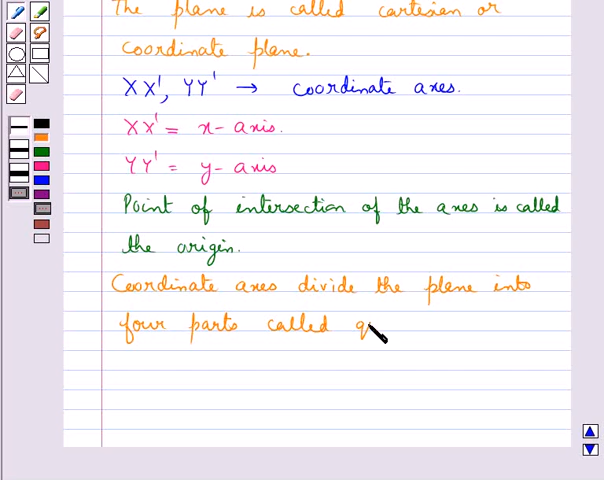 The plane is called cartesian or
coordinate plane.
XX', YY' → coordinate axes.
XX' = x-axis.
YY' = y-axis
Point of intersection of the axes is called
the origin.
Coordinate axes divide the plane into
four parts called q